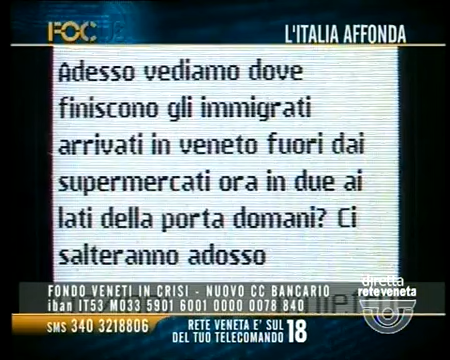 FOC
L'ITALIA AFFONDA
Adesso vediamo dove
finiscono gli immigrati
arrivati in veneto fuori dai
supermercati ora in due ai
lati della porta domani? Ci
salteranno adosso
diretta
reteveneta
FONDO VENETI IN CRISI - NUOVO CC BANCARIO
iban IT53 M033 5901 6001 0000 0078 840
SMS 340 3218806
RETE VENETA E' SUL
DEL TUO TELECOMANDO 18